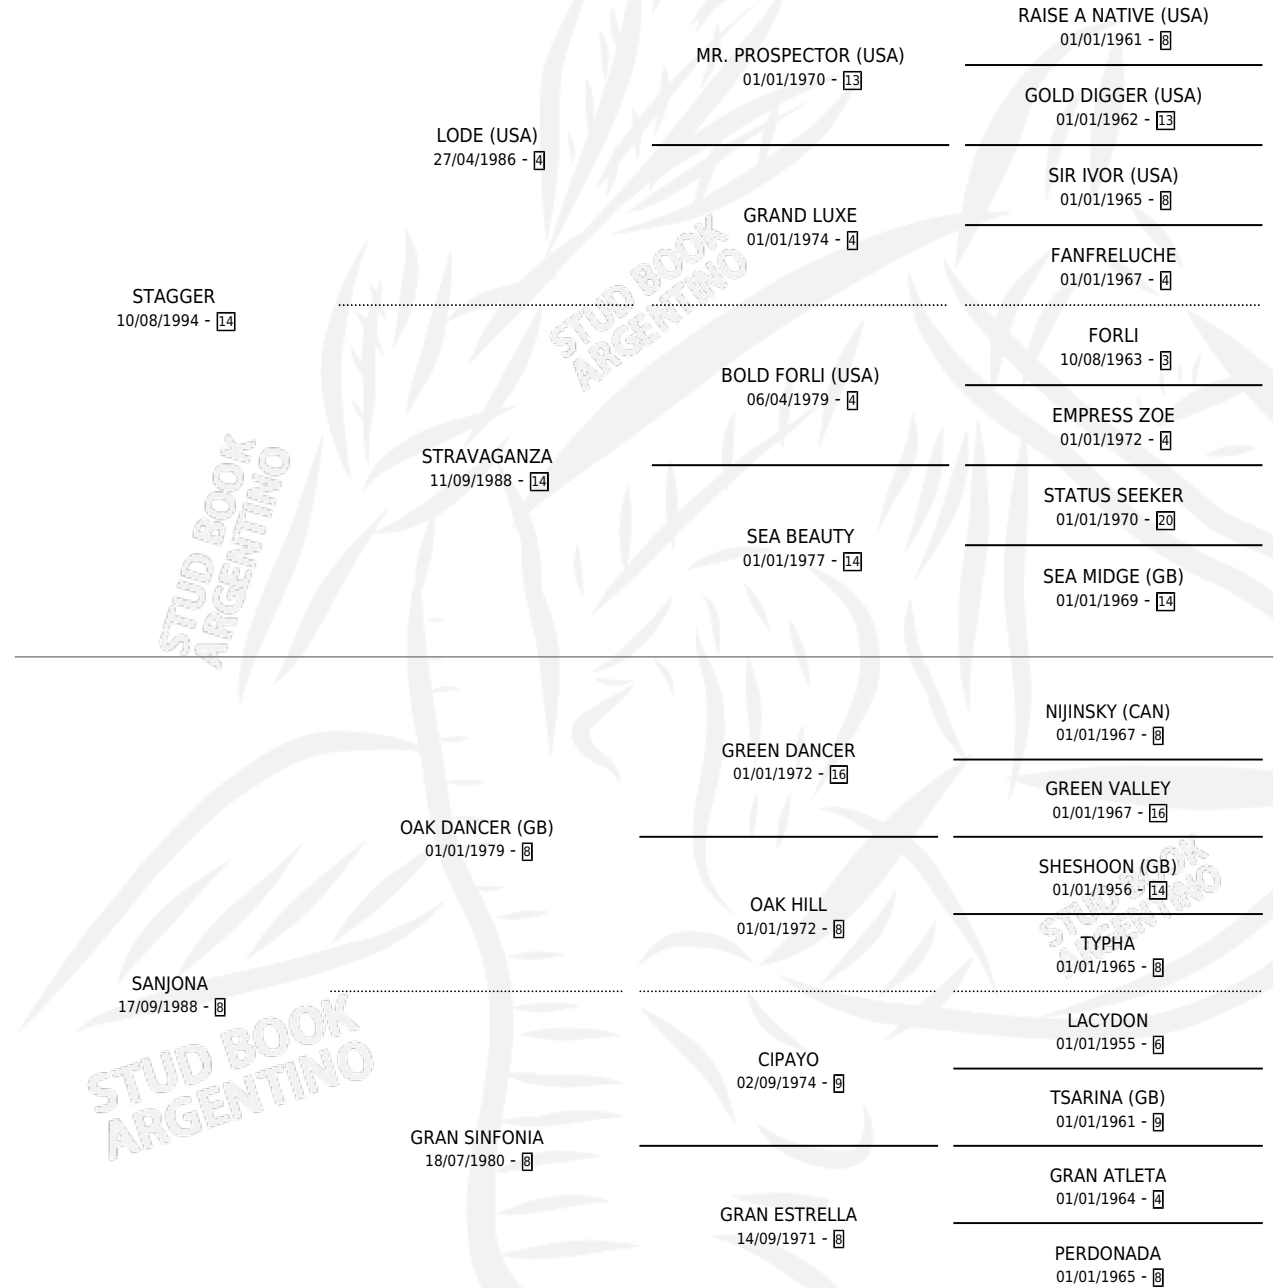 RAISE A NATIVE (USA)
01/01/1961 - 8
MR. PROSPECTOR (USA)
01/01/1970 - 13
GOLD DIGGER (USA)
01/01/1962 - 13
LODE (USA)
27/04/1986 - 4
SIR IVOR (USA)
01/01/1965 - 8
GRAND LUXE
01/01/1974 - 4
FANFRELUCHE
01/01/1967 - 4
STAGGER
10/08/1994 - 14
STUD BOOK
ARGENTINO
FORLI
10/08/1963 - 3
BOLD FORLI (USA)
06/04/1979 - 4
EMPRESS ZOE
01/01/1972 - 4
STRAVAGANZA
11/09/1988 - 14
STATUS SEEKER
01/01/1970 - 20
SEA BEAUTY
01/01/1977 - 14
SEA MIDGE (GB)
01/01/1969 - 14
STUD BOOK
ARGENTINO
NIJINSKY (CAN)
01/01/1967 - 8
GREEN DANCER
01/01/1972 - 16
GREEN VALLEY
01/01/1967 - 16
OAK DANCER (GB)
01/01/1979 - 8
SHESHOON (GB)
01/01/1956 - 14
STUD BOOK
ARGENTINO
OAK HILL
01/01/1972 - 8
TYPHA
01/01/1965 - 8
SANJONA
17/09/1988 - 8
STUD BOOK
ARGENTINO
LACYDON
01/01/1955 - 6
CIPAYO
02/09/1974 - 9
TSARINA (GB)
01/01/1961 - 9
GRAN SINFONIA
18/07/1980 - 8
GRAN ATLETA
01/01/1964 - 4
GRAN ESTRELLA
14/09/1971 - 8
PERDONADA
01/01/1965 - 8